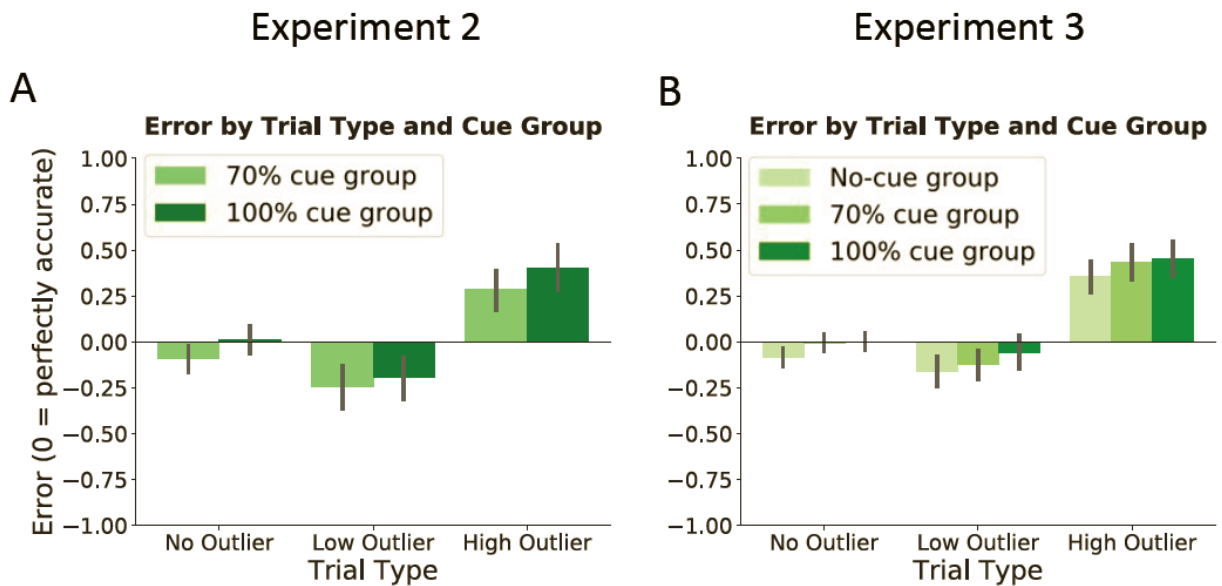 Experiment 2
Experiment 3
A
Error by Trial Type and Cue Group
Error (0 = perfectly accurate)
1.00
0.75
0.50
0.25
0.00
−0.25
−0.50
−0.75
−1.00
70% cue group
100% cue group
No Outlier
Low Outlier
High Outlier
Trial Type
B
Error by Trial Type and Cue Group
1.00
0.75
0.50
0.25
0.00
−0.25
−0.50
−0.75
−1.00
No-cue group
70% cue group
100% cue group
No Outlier
Low Outlier
High Outlier
Trial Type